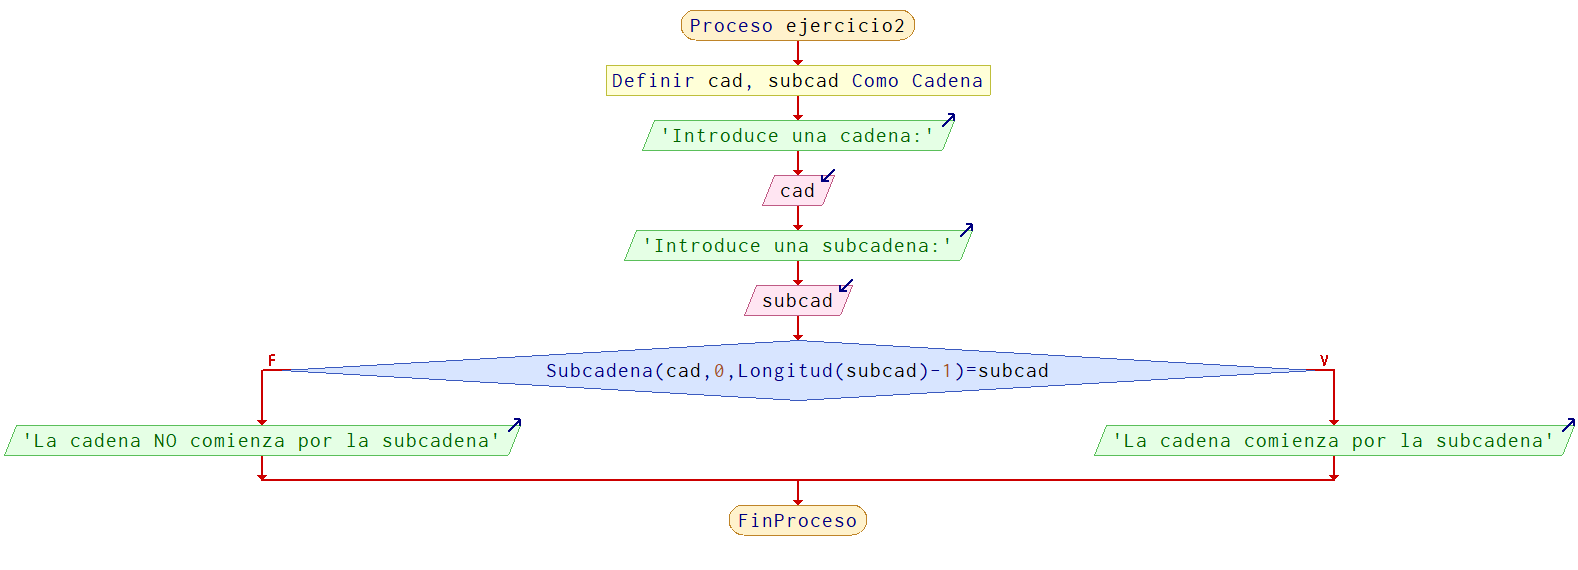 Proceso ejercicio2
Definir cad, subcad Como Cadena
'Introduce una cadena:'
cad
'Introduce una subcadena:'
subcad
F
V
Subcadena(cad,0,Longitud(subcad)-1)=subcad
'La cadena NO comienza por la subcadena'
'La cadena comienza por la subcadena'
FinProceso